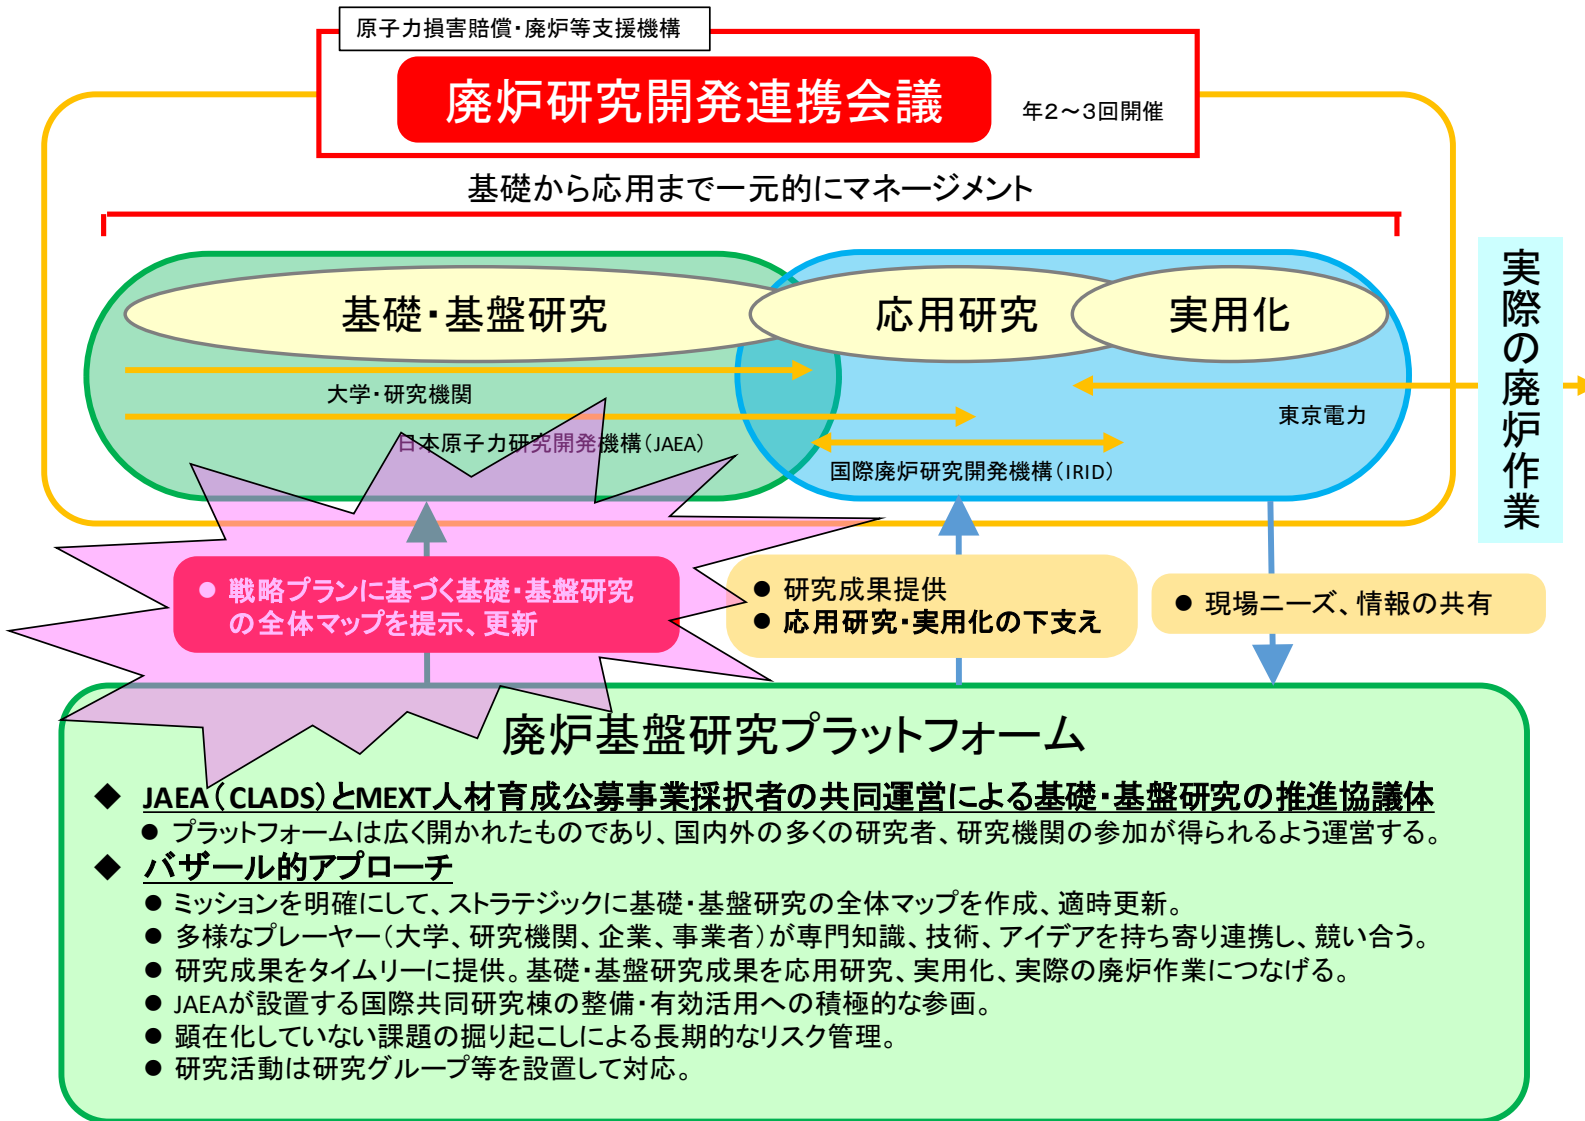 原子力損害賠償・廃炉等支援機構
廃炉研究開発連携会議
年２～３回開催
基礎から応用まで一元的にマネージメント
基礎・基盤研究
応用研究
実用化
実際の廃炉作業
大学・研究機関
東京電力
日本原子力研究開発機構（JAEA）
国際廃炉研究開発機構（IRID）
● 戦略プランに基づく基礎・基盤研究
の全体マップを提示、更新
● 研究成果提供
● 応用研究・実用化の下支え
● 現場ニーズ、情報の共有
廃炉基盤研究プラットフォーム
◆ JAEA（CLADS）とMEXT人材育成公募事業採択者の共同運営による基礎・基盤研究の推進協議体
● プラットフォームは広く開かれたものであり、国内外の多くの研究者、研究機関の参加が得られるよう運営する。
◆ バザール的アプローチ
● ミッションを明確にして、ストラテジックに基礎・基盤研究の全体マップを作成、適時更新。
● 多様なプレーヤー（大学、研究機関、企業、事業者）が専門知識、技術、アイデアを持ち寄り連携し、競い合う。
● 研究成果をタイムリーに提供。基礎・基盤研究成果を応用研究、実用化、実際の廃炉作業につなげる。
● JAEAが設置する国際共同研究棟の整備・有効活用への積極的な参画。
● 顕在化していない課題の掘り起こしによる長期的なリスク管理。
● 研究活動は研究グループ等を設置して対応。